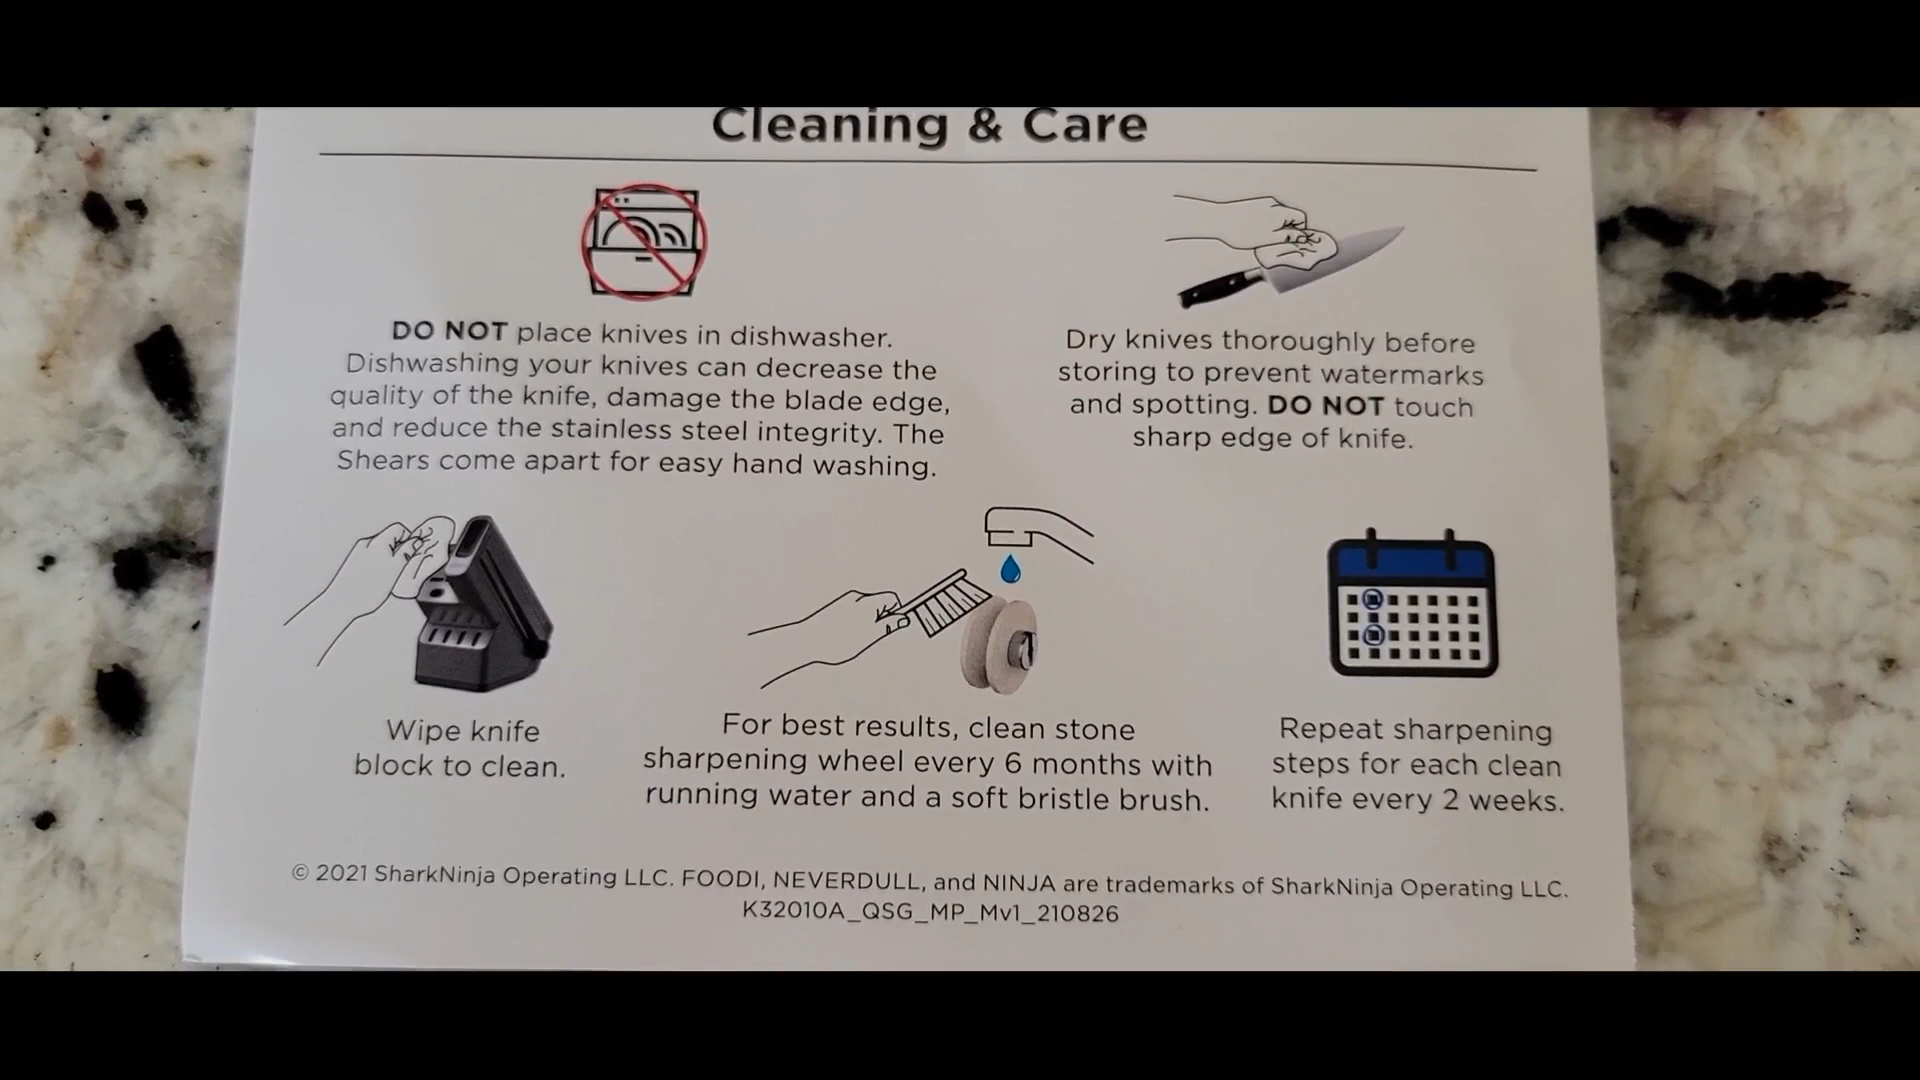 Cleaning & Care
DO NOT place knives in dishwasher.
Dishwashing your knives can decrease the
quality of the knife, damage the blade edge,
and reduce the stainless steel integrity. The
Shears come apart for easy hand washing.
Dry knives thoroughly before
storing to prevent watermarks
and spotting. DO NOT touch
sharp edge of knife.
Wipe knife
block to clean.
For best results, clean stone
sharpening wheel every 6 months with
running water and a soft bristle brush.
Repeat sharpening
steps for each clean
knife every 2 weeks.
© 2021 SharkNinja Operating LLC. FOODI, NEVERDULL, and NINJA are trademarks of SharkNinja Operating LLC.
K32010A_QSG_MP_Mv1_210826